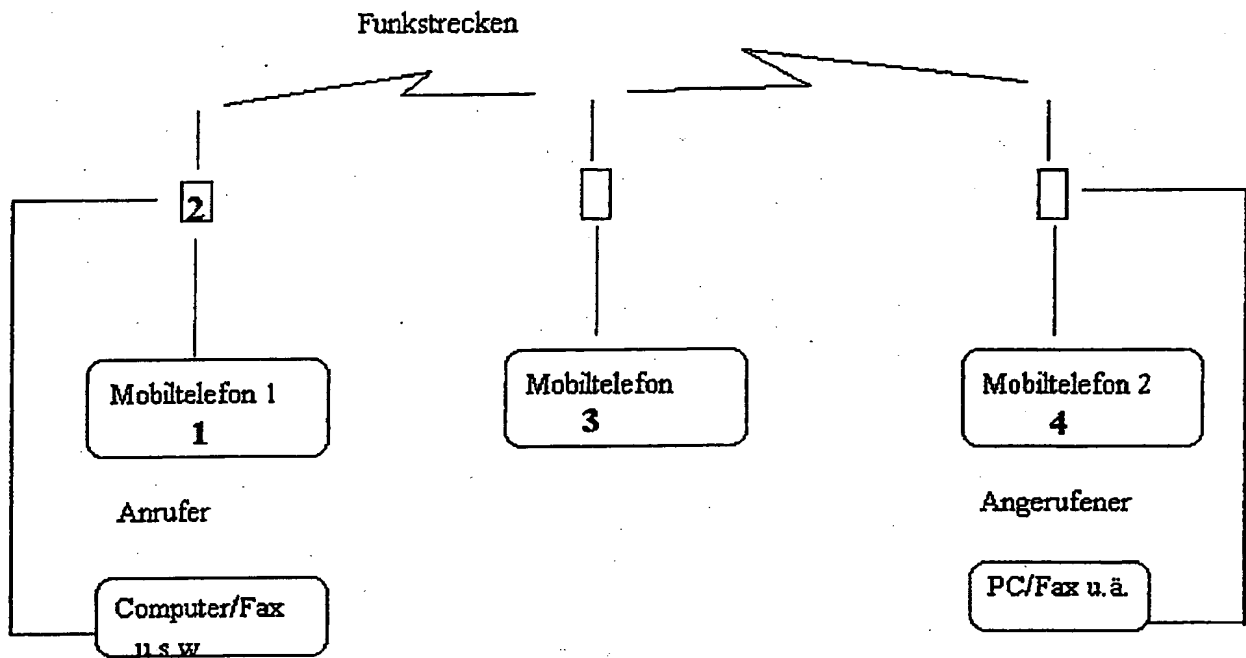 Funkstrecken
2
Mobiltelefon 1
1
Mobiltelefon
3
Mobiltelefon 2
4
Anrufer
Angerufener
Computer/Fax
u.s.w
PC/Fax u.ä.